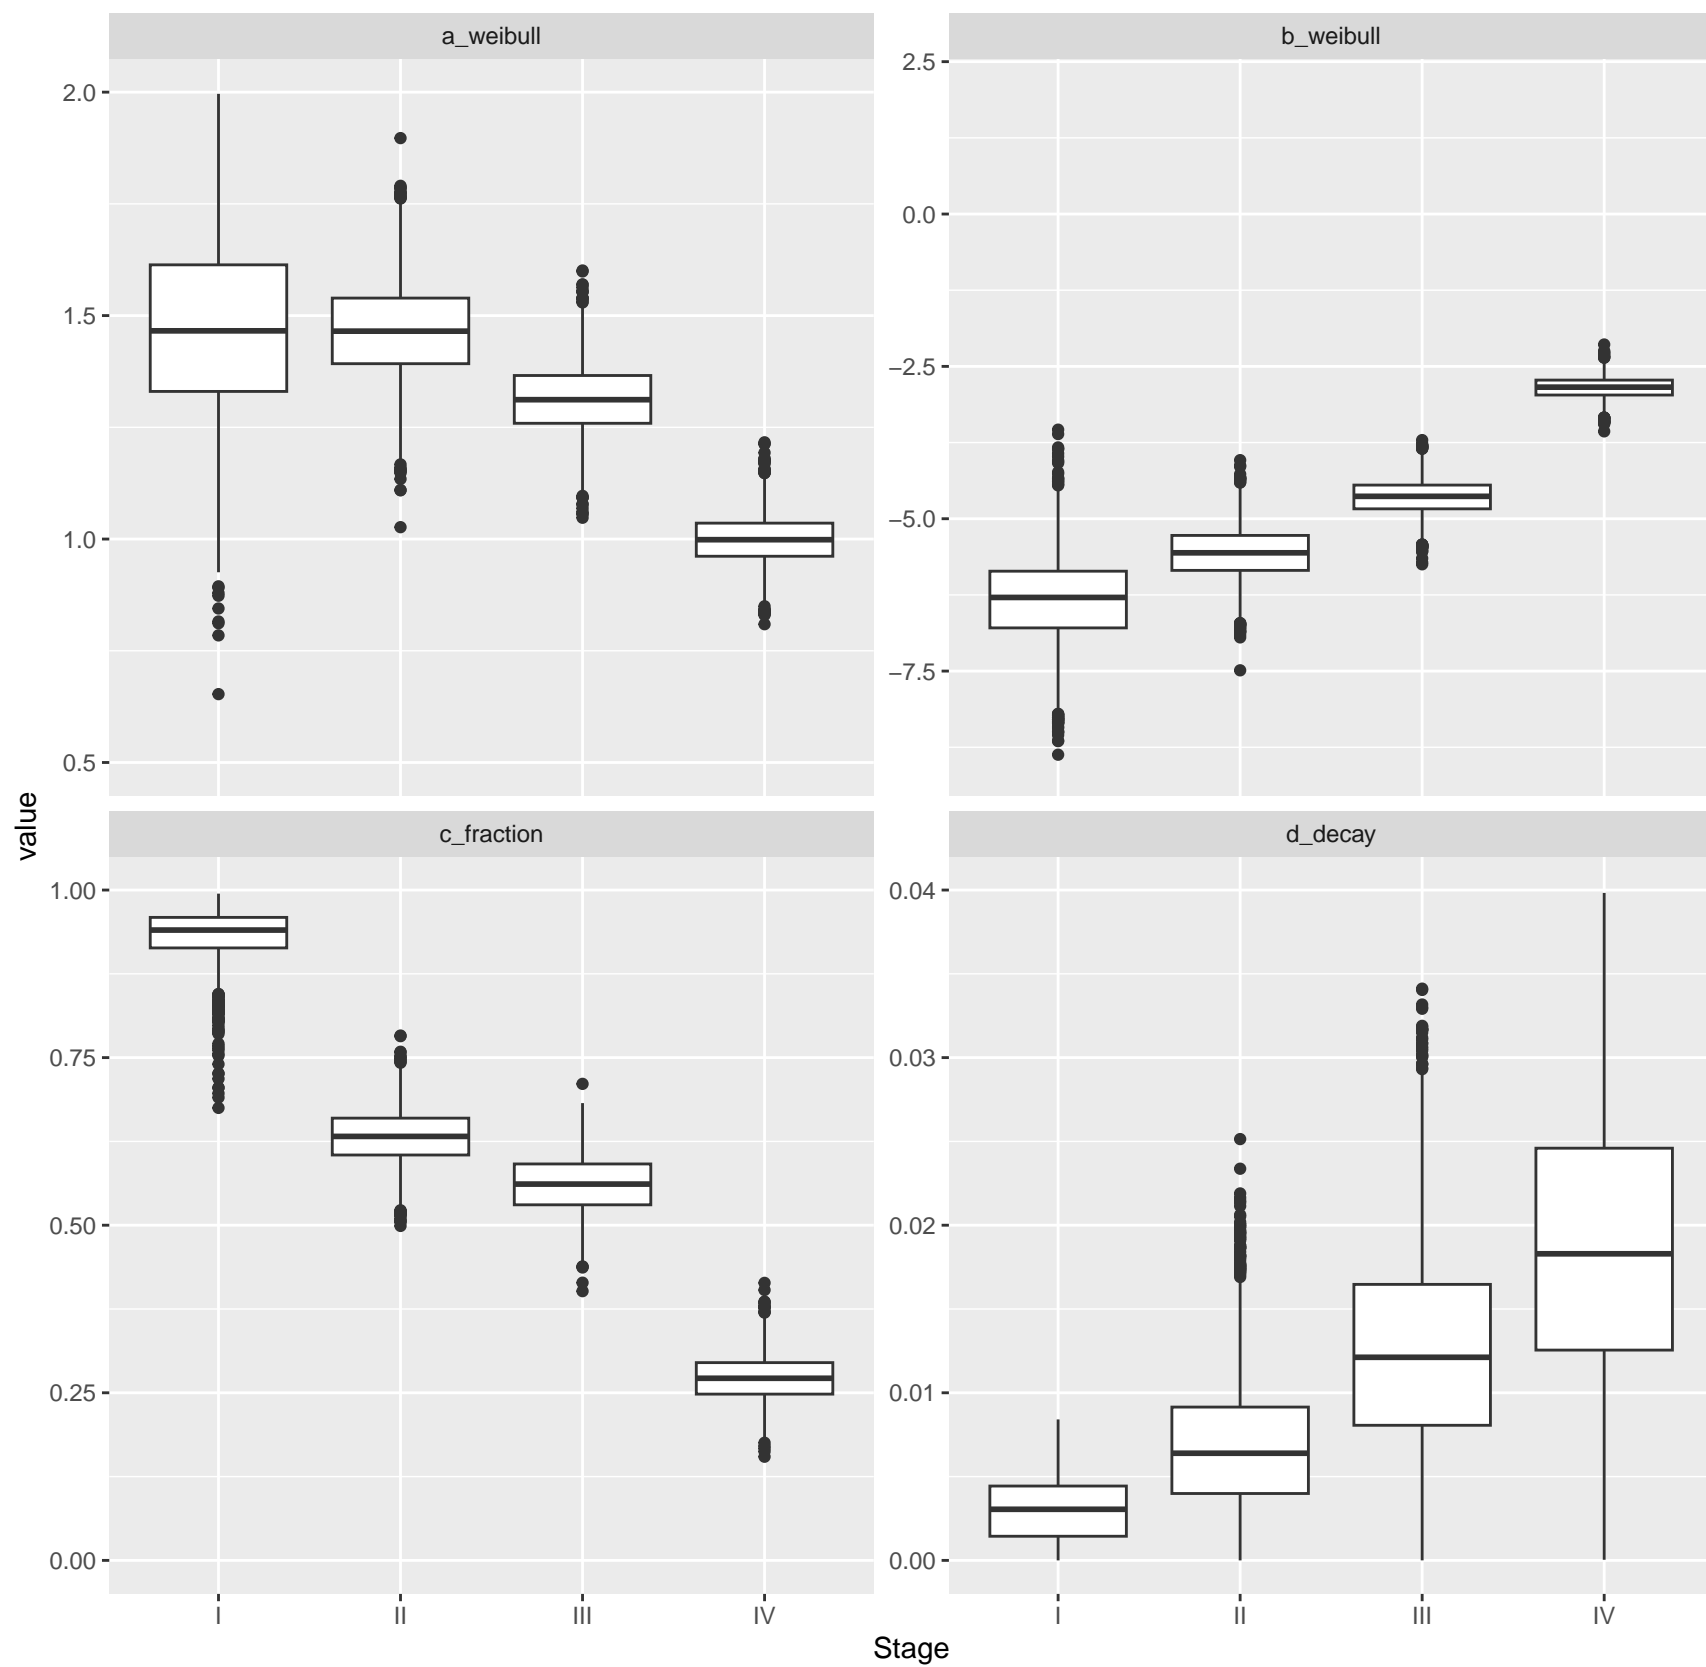 a_weibull
b_weibull
2.0
1.5
1.0
0.5
2.5
0.0
−2.5
−5.0
−7.5
value
c_fraction
d_decay
1.00
0.75
0.50
0.25
0.00
0.04
0.03
0.02
0.01
0.00
I II III IV
I II III IV
Stage